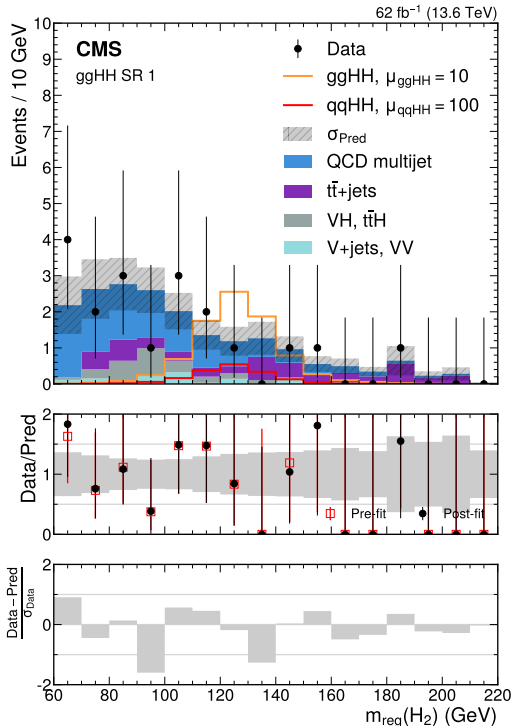 62 fb⁻¹ (13.6 TeV)
CMS
ggHH SR 1
Data
ggHH, μggHH = 10
qqHH, μqqHH = 100
σPred
QCD multijet
tt̄+jets
VH, tt̄H
V+jets, VV
Events / 10 GeV
10
9
8
7
6
5
4
3
2
1
0
Data/Pred
2
1
0
Pre-fit
Post-fit
Data−Pred
σData
2
0
-2
60 80 100 120 140 160 180 200 220
mreg(H₂) (GeV)